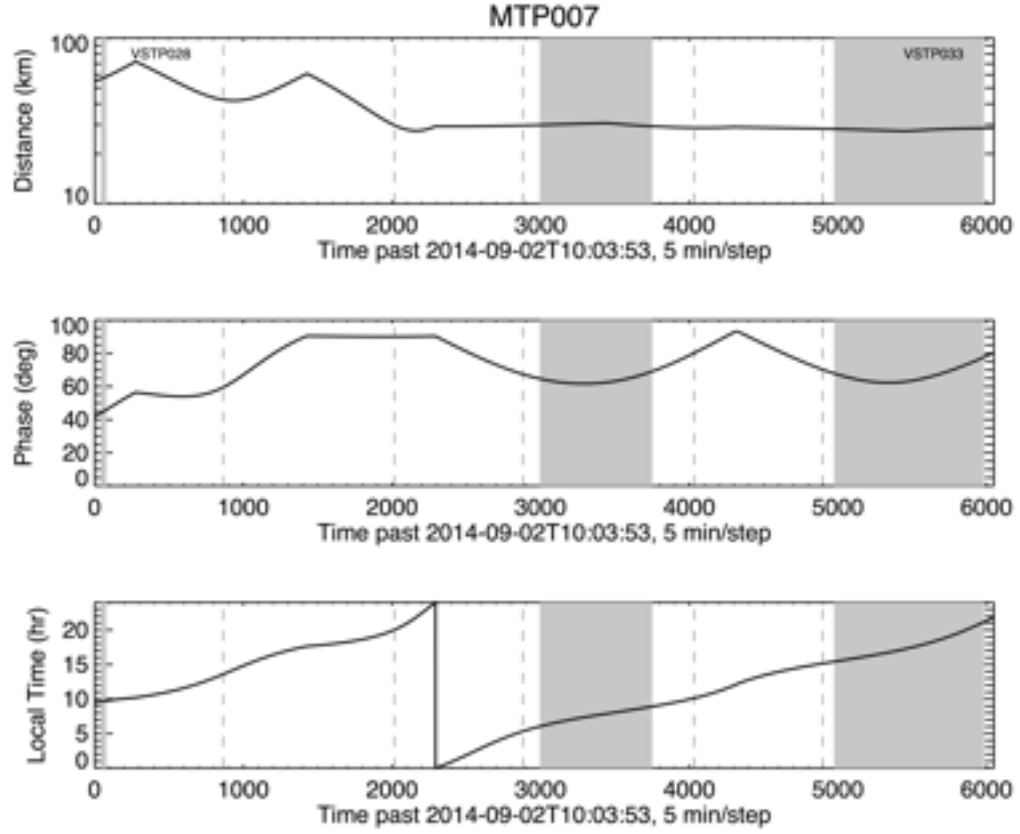 MTP007
VSTP028 VSTP033
Distance (km)
100
10
0 1000 2000 3000 4000 5000 6000
Time past 2014-09-02T10:03:53, 5 min/step
Phase (deg)
100
80
60
40
20
0
0 1000 2000 3000 4000 5000 6000
Time past 2014-09-02T10:03:53, 5 min/step
Local Time (hr)
20
15
10
5
0
0 1000 2000 3000 4000 5000 6000
Time past 2014-09-02T10:03:53, 5 min/step